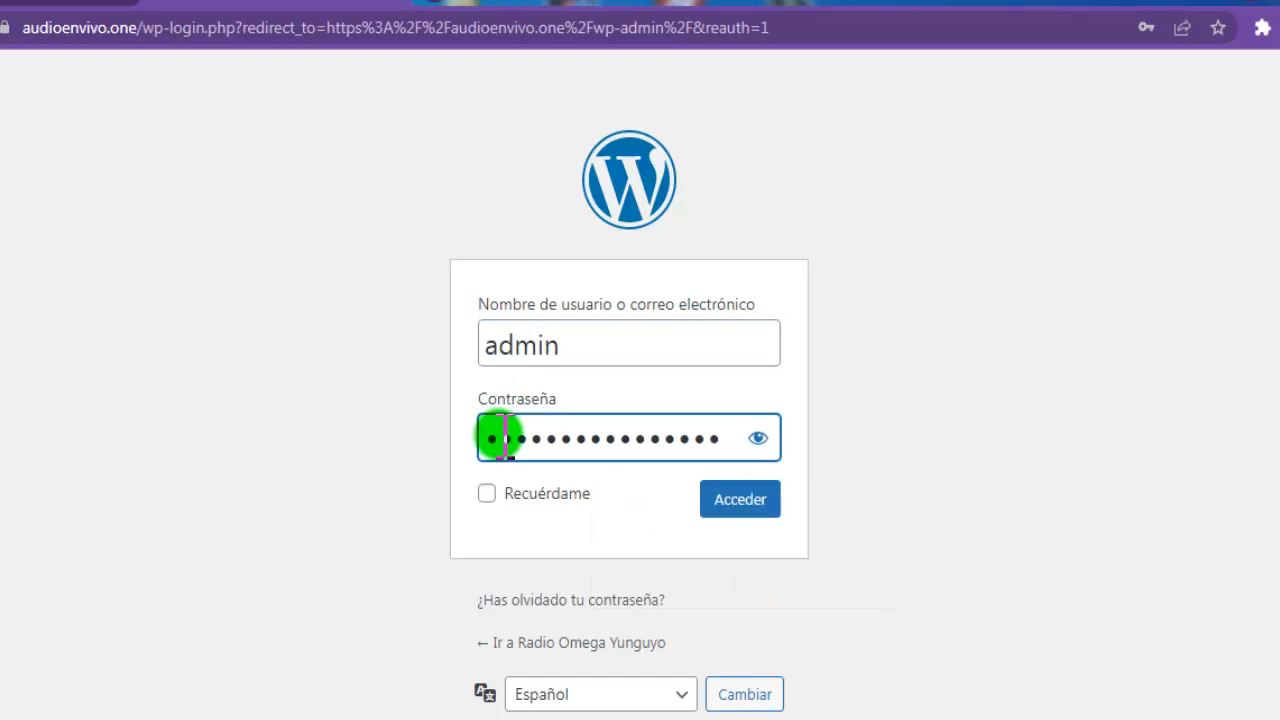 audioenvivo.one/wp-login.php?redirect_to=https%3A%2F%2Faudioenvivo.one%2Fwp-admin%2F&reauth=1
Nombre de usuario o correo electrónico
admin
Contraseña
Recuérdame
Acceder
¿Has olvidado tu contraseña?
← Ir a Radio Omega Yunguyo
Español
Cambiar